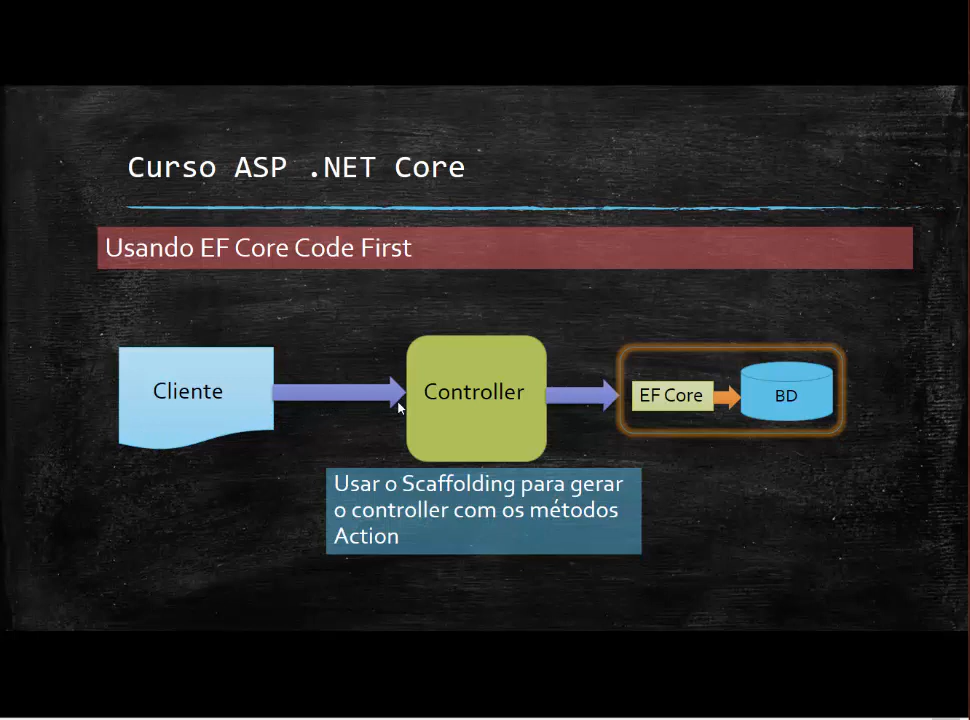 Curso ASP .NET Core
Usando EF Core Code First
Cliente
Controller
EF Core
BD
Usar o Scaffolding para gerar
o controller com os métodos
Action